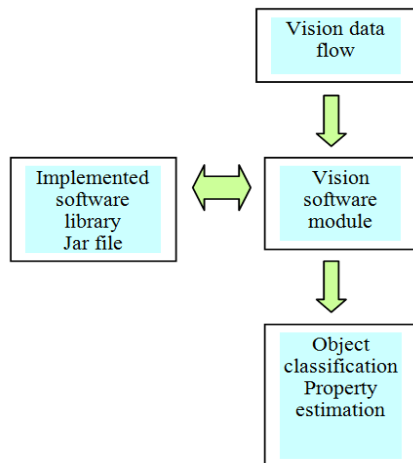 Vision data
flow
Implemented
software
library
Jar file
Vision
software
module
Object
classification
Property
estimation